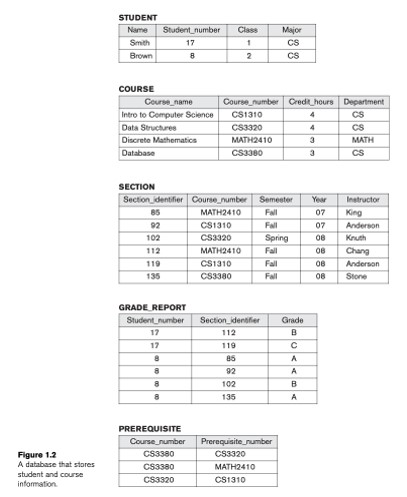 STUDENT
Name Student_number Class Major
Smith 17 1 CS
Brown 8 2 CS
COURSE
Course_name Course_number Credit_hours Department
Intro to Computer Science CS1310 4 CS
Data Structures CS3320 4 CS
Discrete Mathematics MATH2410 3 MATH
Database CS3380 3 CS
SECTION
Section_identifier Course_number Semester Year Instructor
85 MATH2410 Fall 07 King
92 CS1310 Fall 07 Anderson
102 CS3320 Spring 08 Knuth
112 MATH2410 Fall 08 Chang
119 CS1310 Fall 08 Anderson
135 CS3380 Fall 08 Stone
GRADE_REPORT
Student_number Section_identifier Grade
17 112 B
17 119 C
8 85 A
8 92 A
8 102 B
8 135 A
PREREQUISITE
Course_number Prerequisite_number
CS3380 CS3320
CS3380 MATH2410
CS3320 CS1310
Figure 1.2
A database that stores
student and course
information.